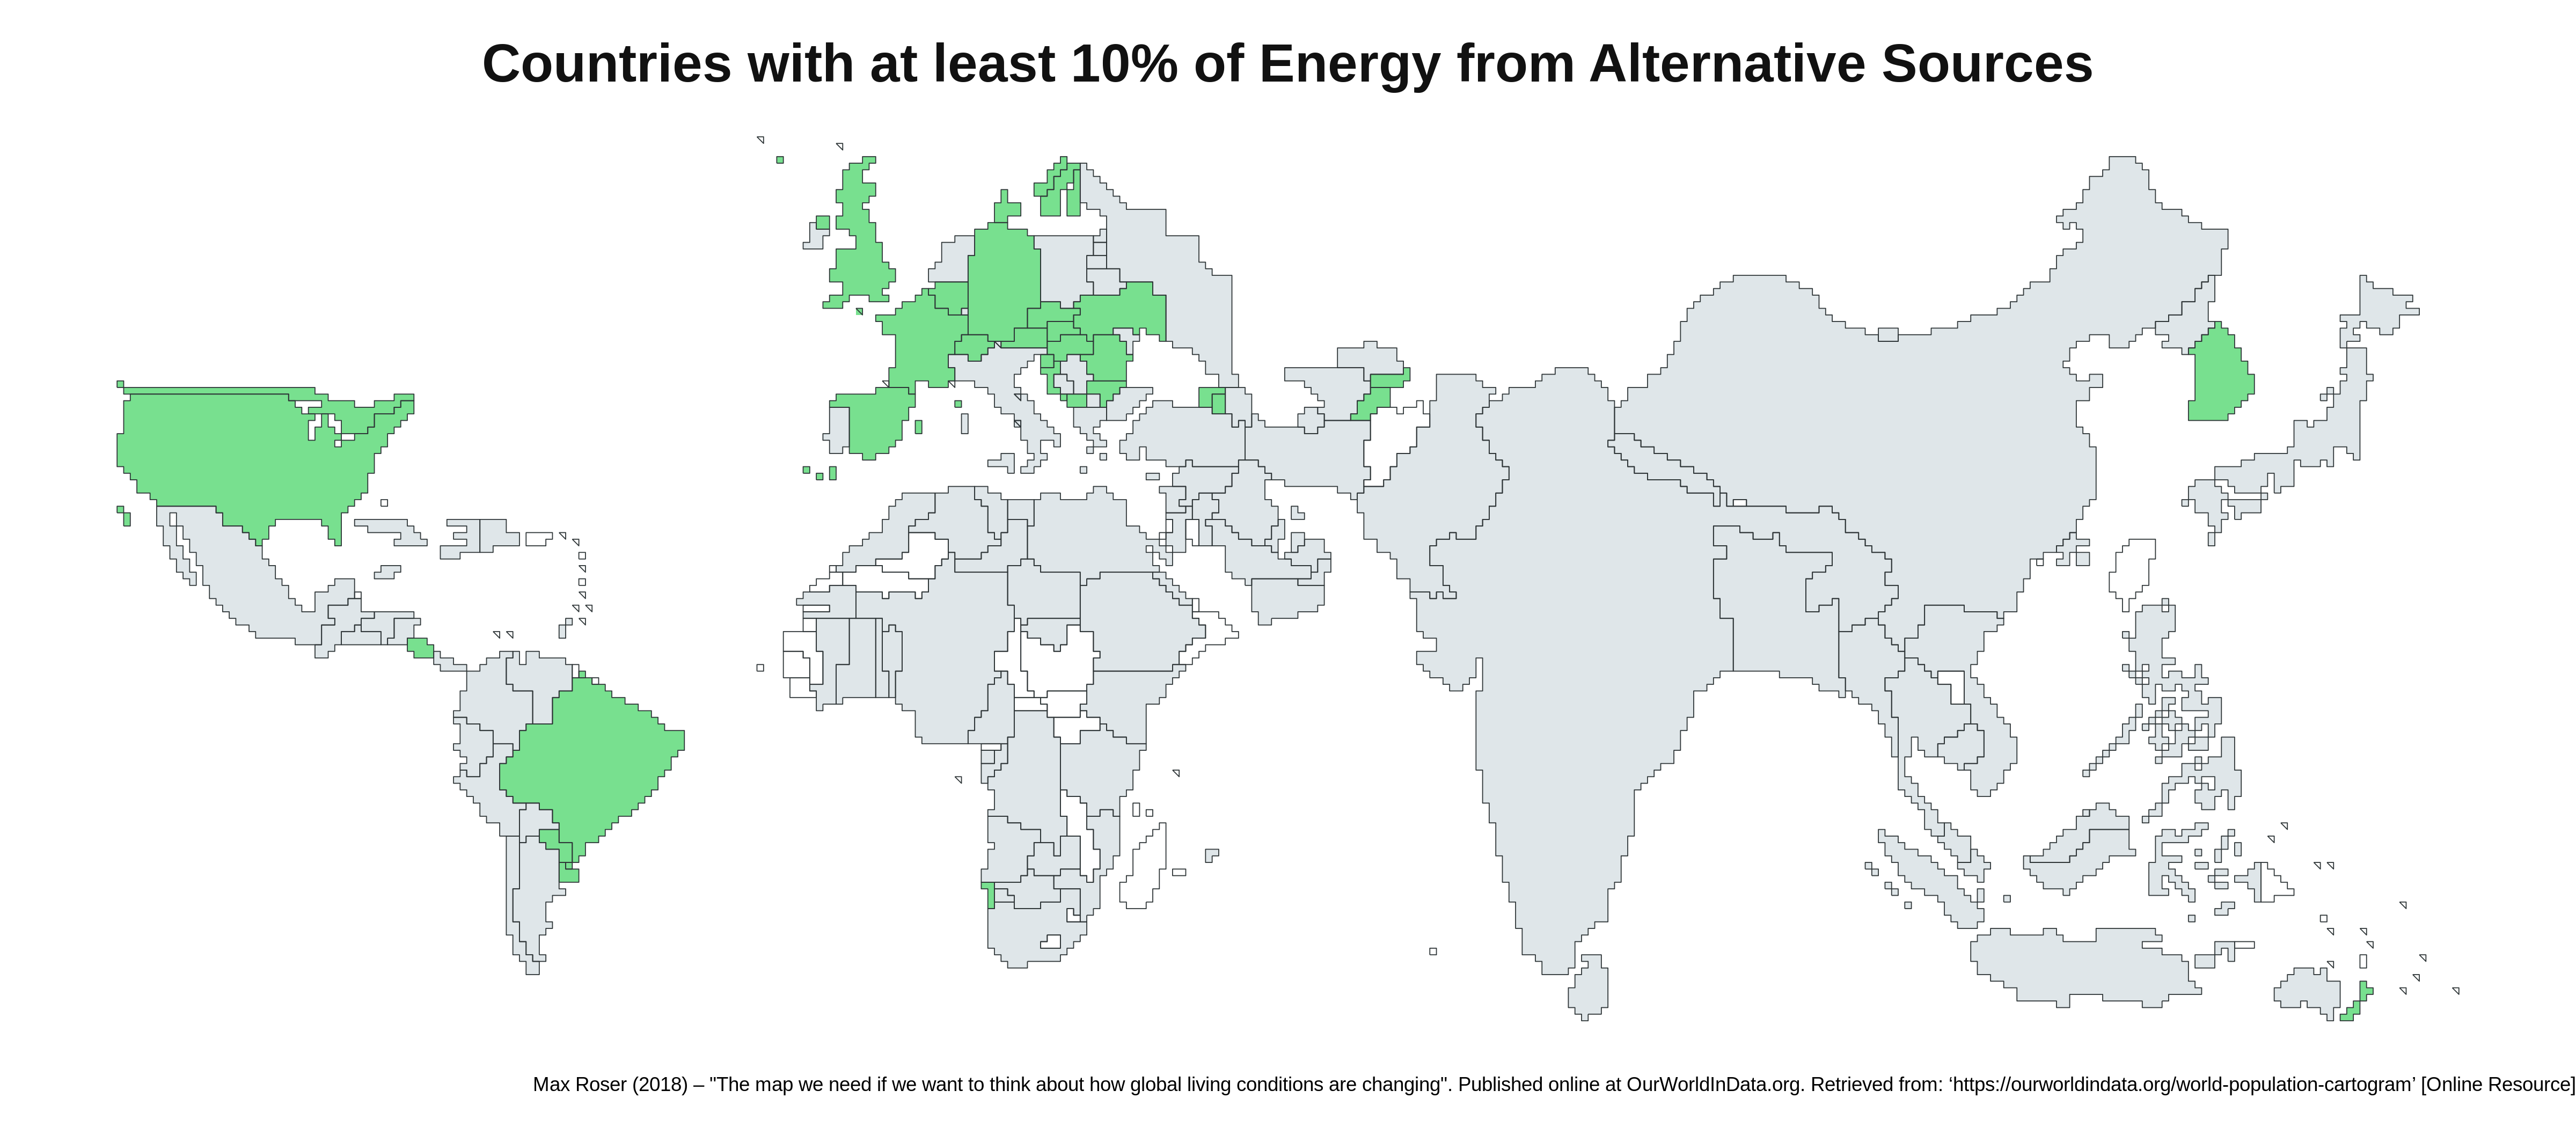 Countries with at least 10% of Energy from Alternative Sources
Max Roser (2018) – "The map we need if we want to think about how global living conditions are changing". Published online at OurWorldInData.org. Retrieved from: ‘https://ourworldindata.org/world-population-cartogram’ [Online Resource]